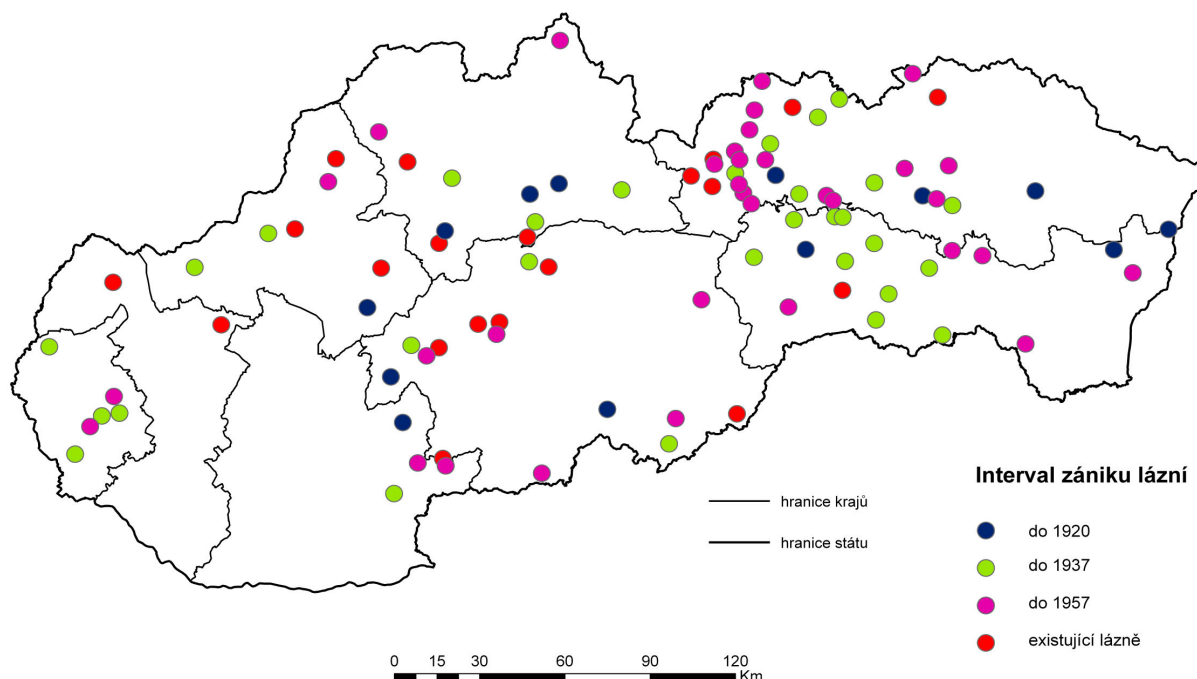 Interval zániku lázní
hranice krajů
hranice státu
do 1920
do 1937
do 1957
existující lázně
0 15 30 60 90 120
Km